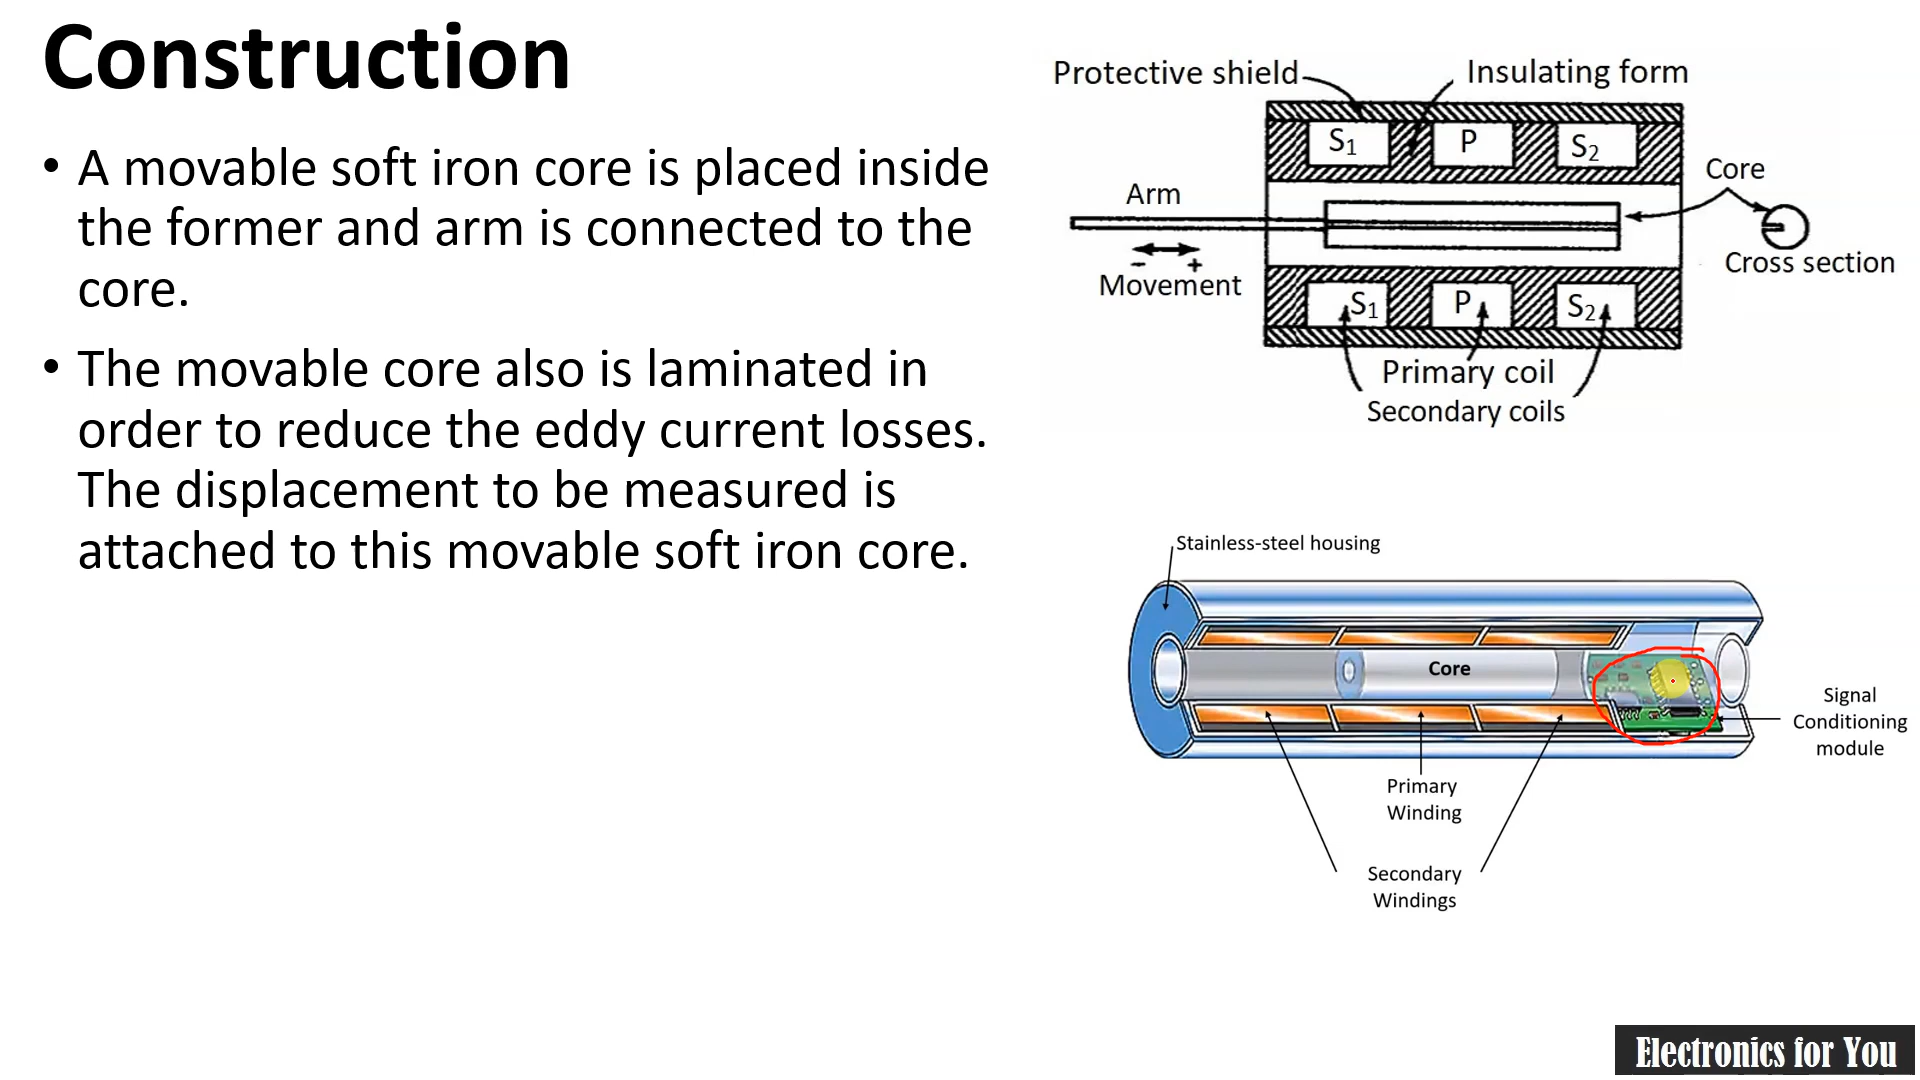 Construction
• A movable soft iron core is placed inside
the former and arm is connected to the
core.
• The movable core also is laminated in
order to reduce the eddy current losses.
The displacement to be measured is
attached to this movable soft iron core.
Protective shield
Insulating form
S1
P
S2
Core
Arm
- +
Movement
Cross section
S1
P
S2
Primary coil
Secondary coils
Stainless-steel housing
Core
Signal
Conditioning
module
Primary
Winding
Secondary
Windings
Electronics for You